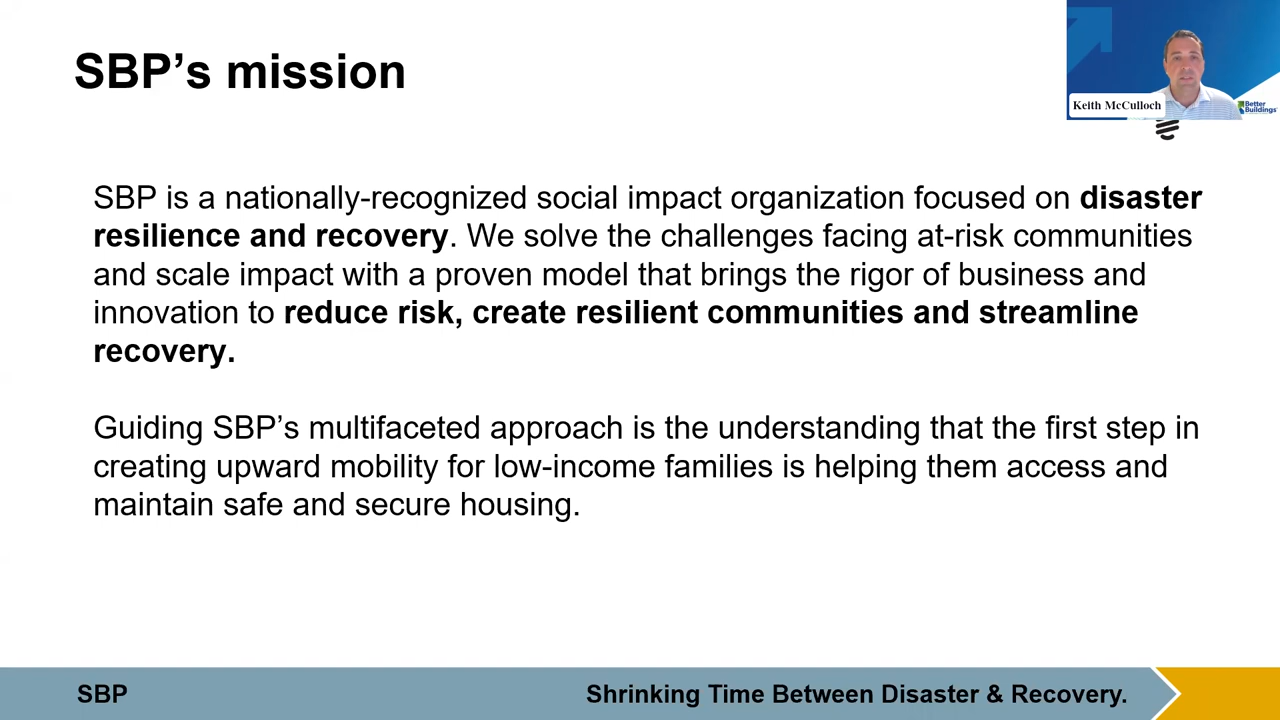 SBP’s mission
Keith McCulloch
Better
Buildings
SBP is a nationally-recognized social impact organization focused on disaster
resilience and recovery. We solve the challenges facing at-risk communities
and scale impact with a proven model that brings the rigor of business and
innovation to reduce risk, create resilient communities and streamline
recovery.
Guiding SBP’s multifaceted approach is the understanding that the first step in
creating upward mobility for low-income families is helping them access and
maintain safe and secure housing.
SBP
Shrinking Time Between Disaster & Recovery.